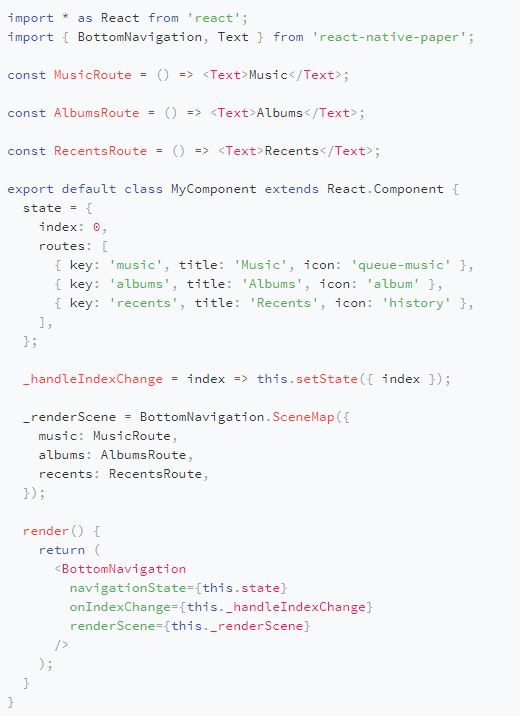 import * as React from 'react';
import { BottomNavigation, Text } from 'react-native-paper';

const MusicRoute = () => <Text>Music</Text>;

const AlbumsRoute = () => <Text>Albums</Text>;

const RecentsRoute = () => <Text>Recents</Text>;

export default class MyComponent extends React.Component {
  state = {
    index: 0,
    routes: [
      { key: 'music', title: 'Music', icon: 'queue-music' },
      { key: 'albums', title: 'Albums', icon: 'album' },
      { key: 'recents', title: 'Recents', icon: 'history' },
    ],
  };

  _handleIndexChange = index => this.setState({ index });

  _renderScene = BottomNavigation.SceneMap({
    music: MusicRoute,
    albums: AlbumsRoute,
    recents: RecentsRoute,
  });

  render() {
    return (
      <BottomNavigation
        navigationState={this.state}
        onIndexChange={this._handleIndexChange}
        renderScene={this._renderScene}
      />
    );
  }
}